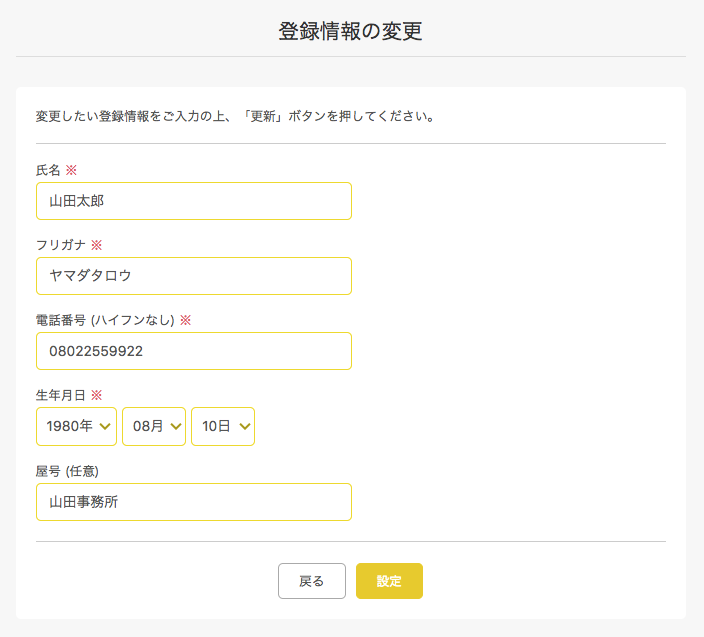 登録情報の変更
変更したい登録情報をご入力の上、「更新」ボタンを押してください。
氏名 ※
山田太郎
フリガナ ※
ヤマダタロウ
電話番号 (ハイフンなし) ※
08022559922
生年月日 ※
1980年 08月 10日
屋号 (任意)
山田事務所
戻る 設定